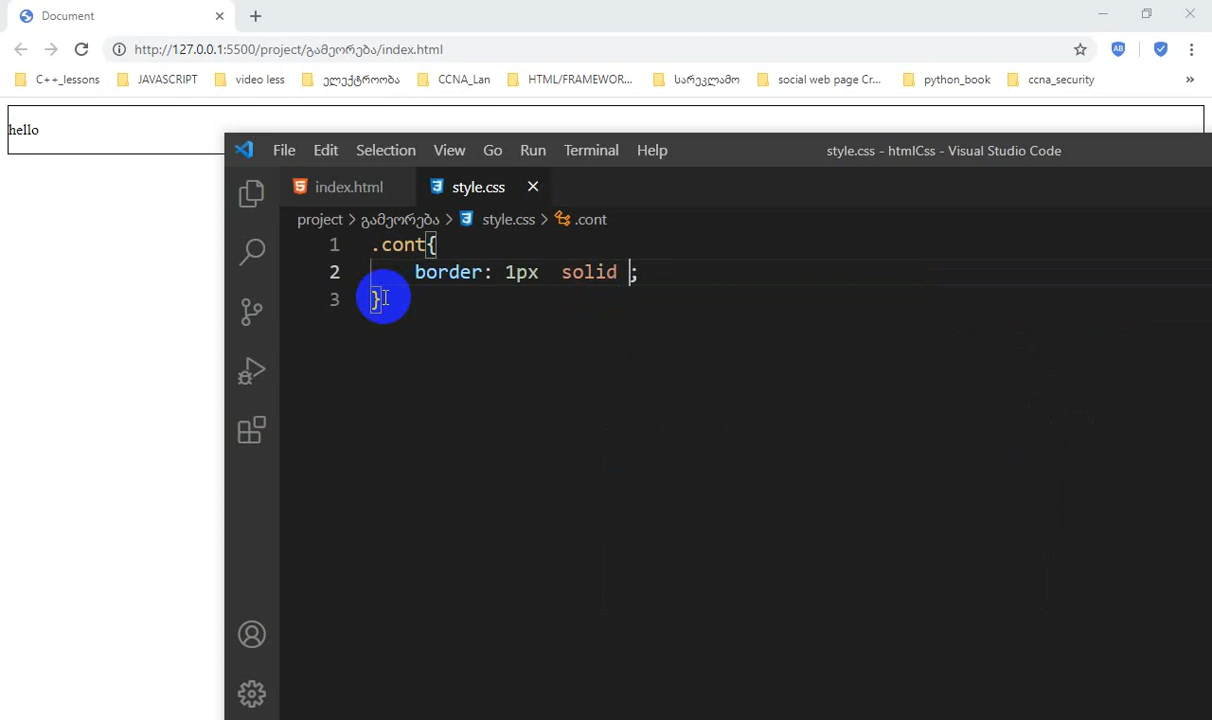 Document
http://127.0.0.1:5500/project/გამეორება/index.html
AB
C++_lessons JAVASCRIPT video less ელექტროობა CCNA_Lan HTML/FRAMEWOR... სარეკლამო social web page Cr... python_book ccna_security »
hello
File Edit Selection View Go Run Terminal Help style.css - htmlCss - Visual Studio Code
index.html style.css
project > გამეორება > style.css > .cont
1 .cont{
2 border: 1px  solid ;
3 }